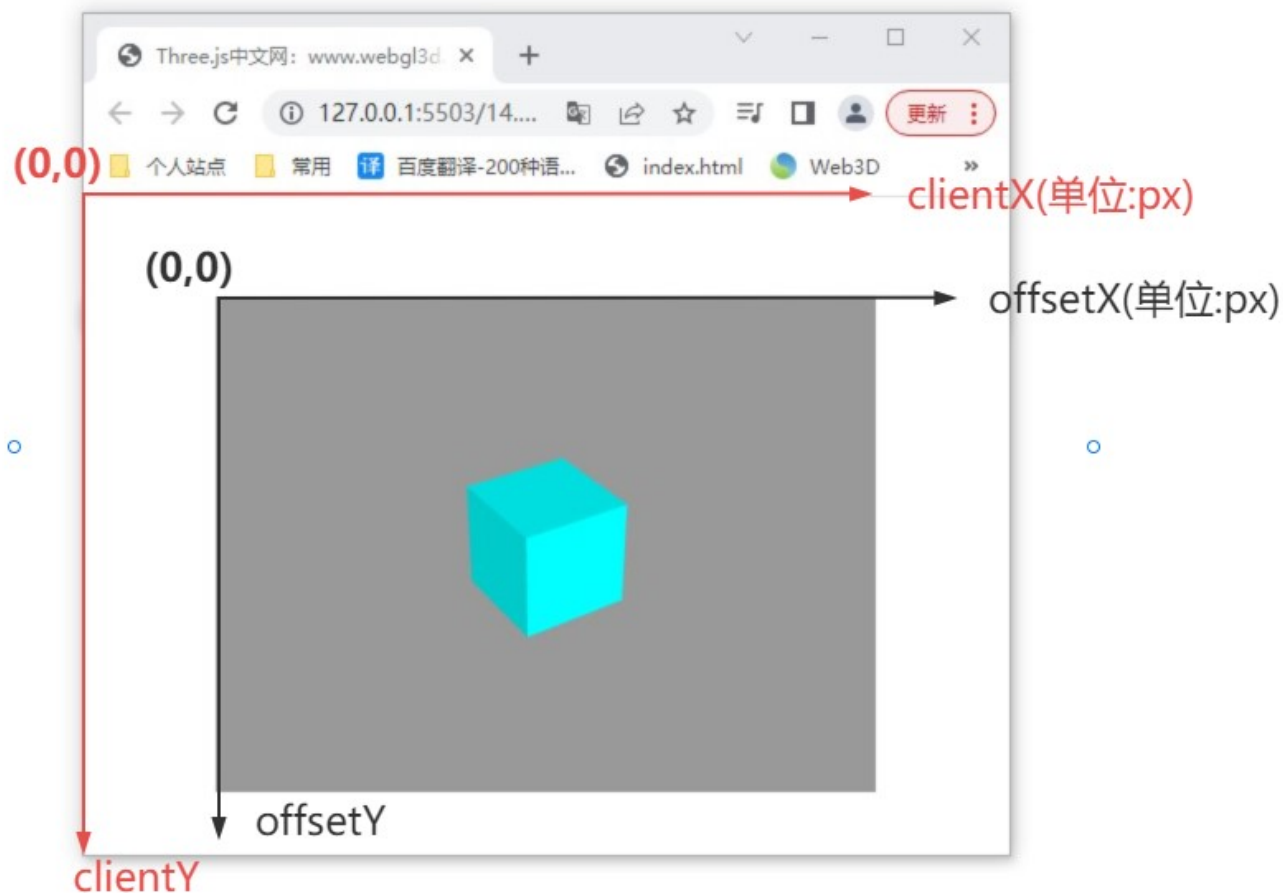 Three.js中文网：www.webgl3d.
127.0.0.1:5503/14.... 更新
(0,0) 个人站点 常用 译 百度翻译-200种语... index.html Web3D »
clientX(单位:px)
(0,0)
offsetX(单位:px)
offsetY
clientY